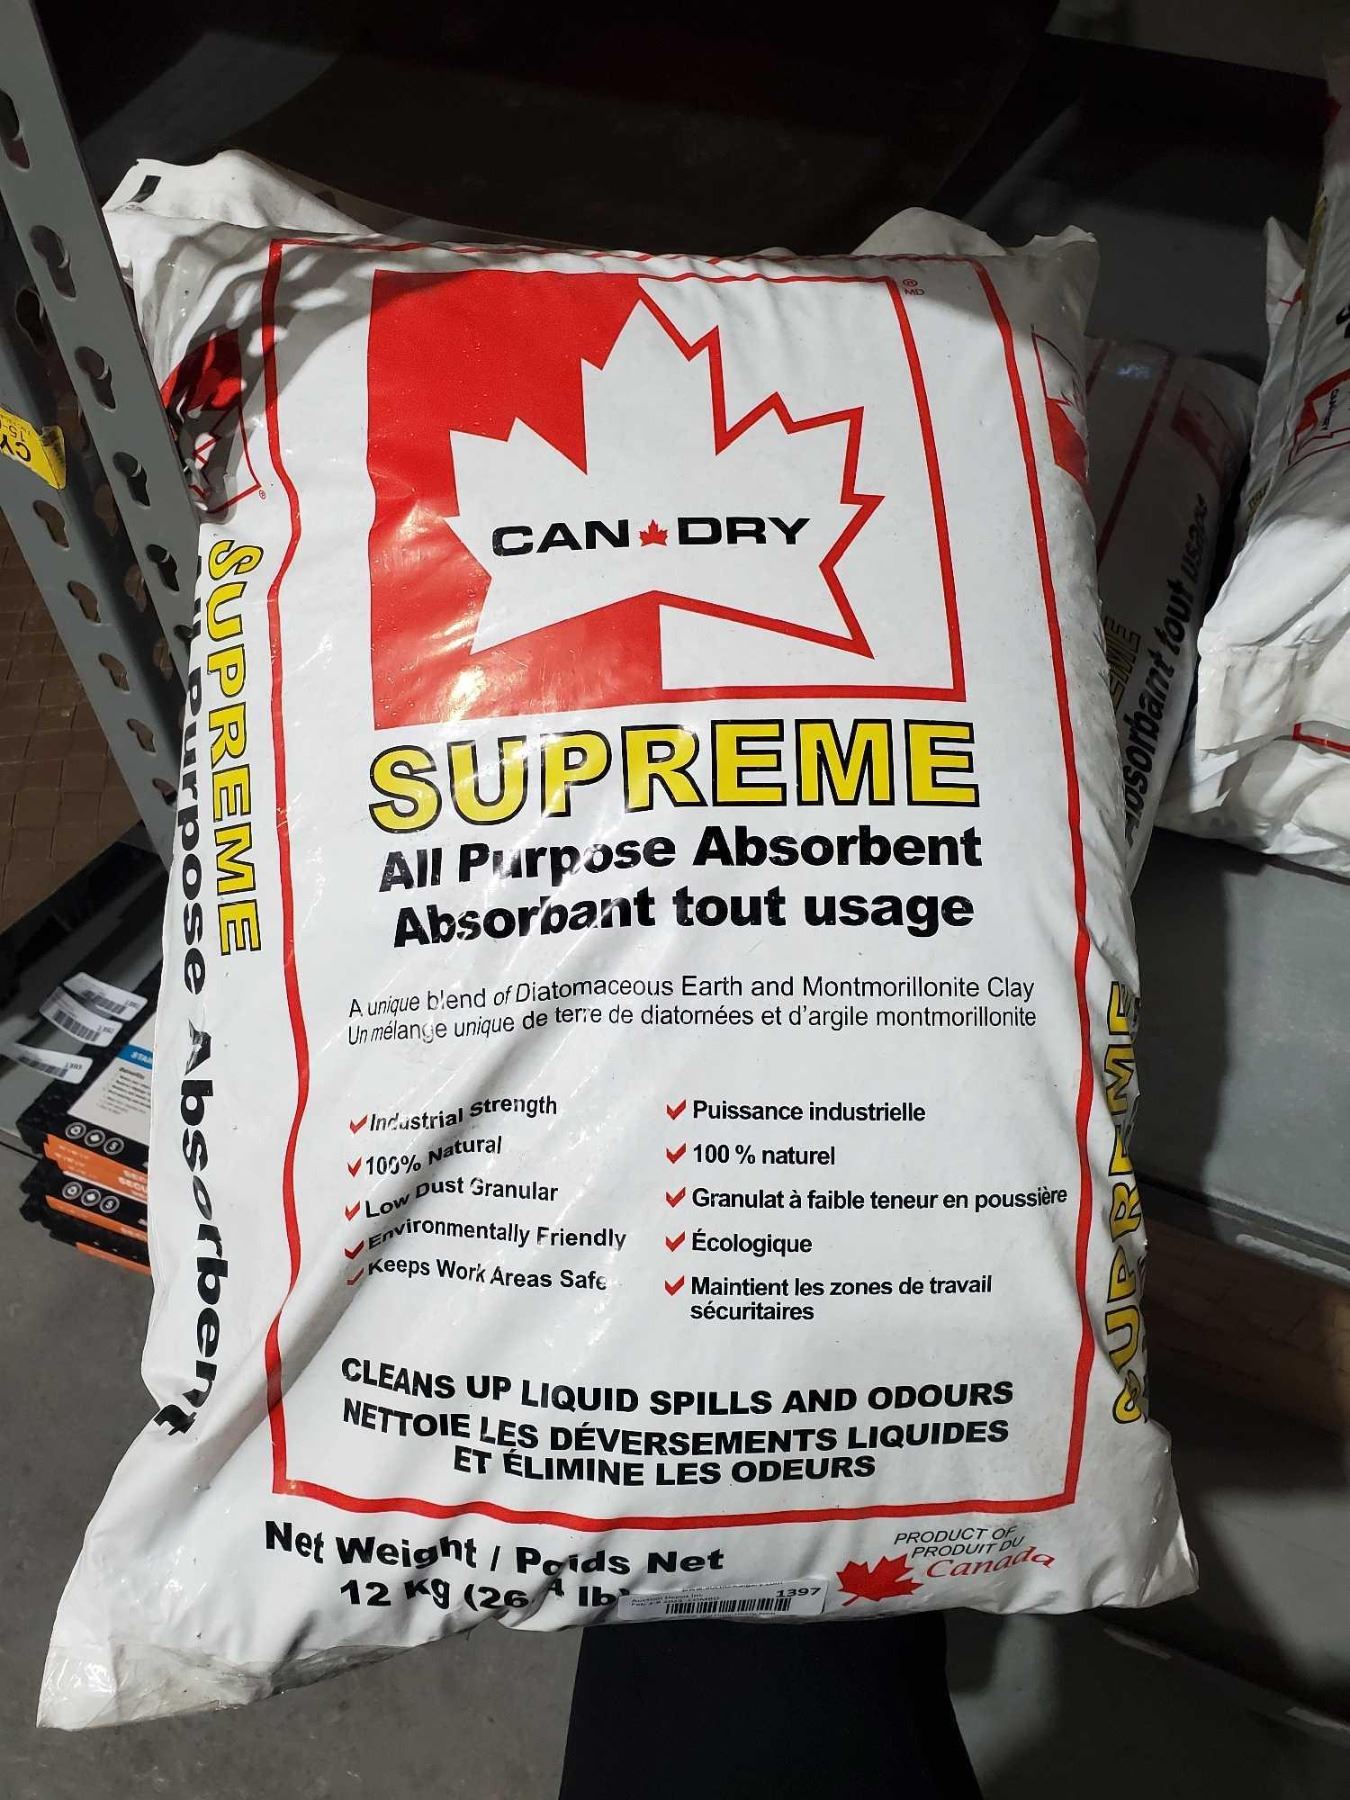 ® MD
CAN DRY
SUPREME
All Purpose Absorbent
Absorbant tout usage
A unique blend of Diatomaceous Earth and Montmorillonite Clay
Un mélange unique de terre de diatomées et d'argile montmorillonite
Industrial Strength
100% Natural
Low Dust Granular
Environmentally Friendly
Keeps Work Areas Safe
Puissance industrielle
100 % naturel
Granulat à faible teneur en poussière
Écologique
Maintient les zones de travail
sécuritaires
CLEANS UP LIQUID SPILLS AND ODOURS
NETTOIE LES DÉVERSEMENTS LIQUIDES
ET ÉLIMINE LES ODEURS
Net Weight / Poids Net
12 Kg (26.4 lb)
PRODUCT OF
PRODUIT DU
Canada
1397
SUPREME
Purpose Absorbent
SUPREME
Absorbant tout usage